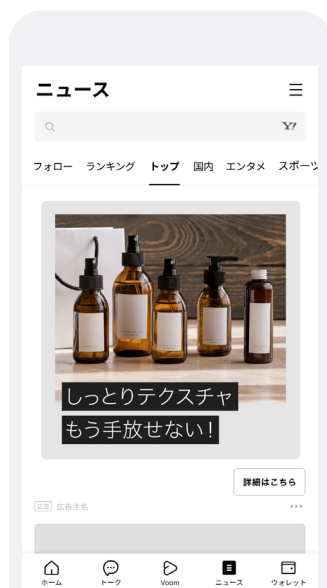 ニュース
Y!
フォロー ランキング トップ 国内 エンタメ スポーツ
しっとりテクスチャ
もう手放せない!
詳細はこちら
広告 広告主名
ホーム トーク Voom ニュース ウォレット